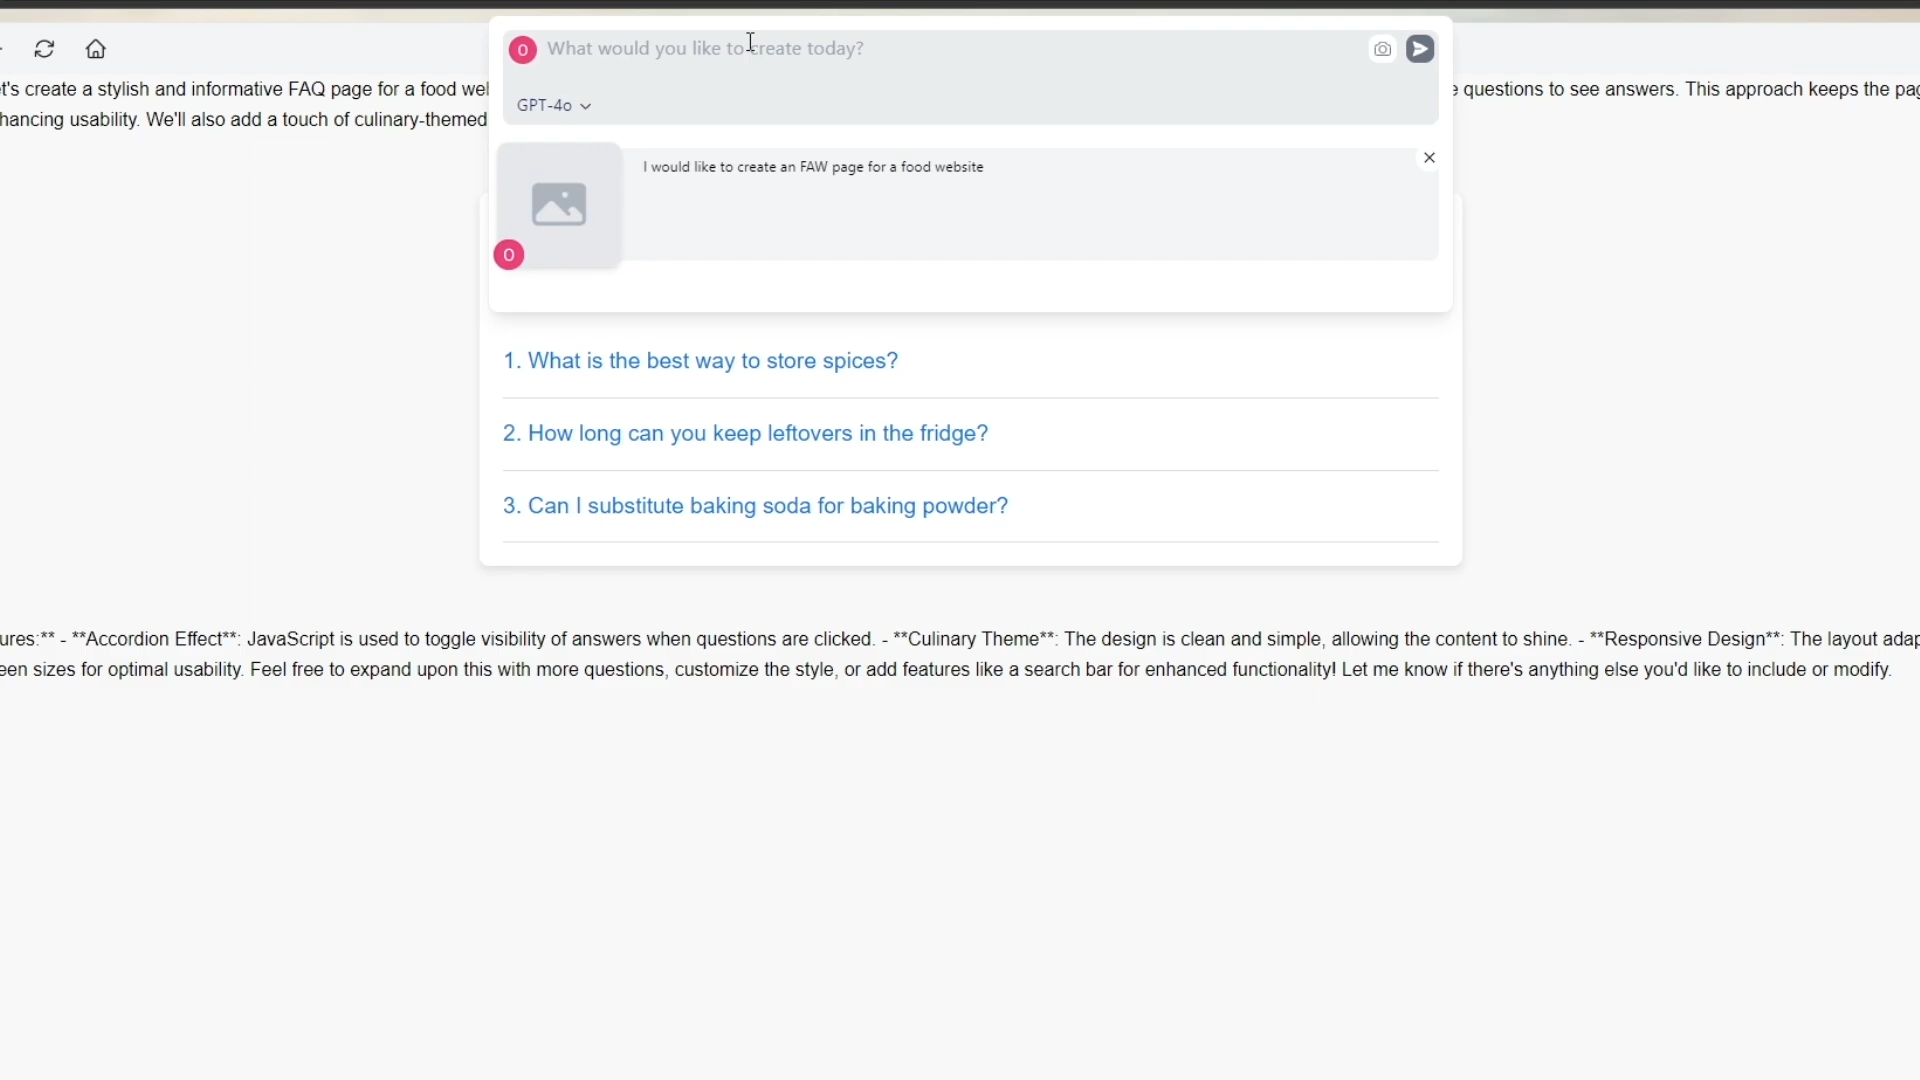 What would you like to create today?
GPT-4o
et's create a stylish and informative FAQ page for a food wel
e questions to see answers. This approach keeps the pag
hancing usability. We'll also add a touch of culinary-themed
I would like to create an FAW page for a food website
O
O
1. What is the best way to store spices?
2. How long can you keep leftovers in the fridge?
3. Can I substitute baking soda for baking powder?
ures:** - **Accordion Effect**: JavaScript is used to toggle visibility of answers when questions are clicked. - **Culinary Theme**: The design is clean and simple, allowing the content to shine. - **Responsive Design**: The layout adap
een sizes for optimal usability. Feel free to expand upon this with more questions, customize the style, or add features like a search bar for enhanced functionality! Let me know if there's anything else you'd like to include or modify.